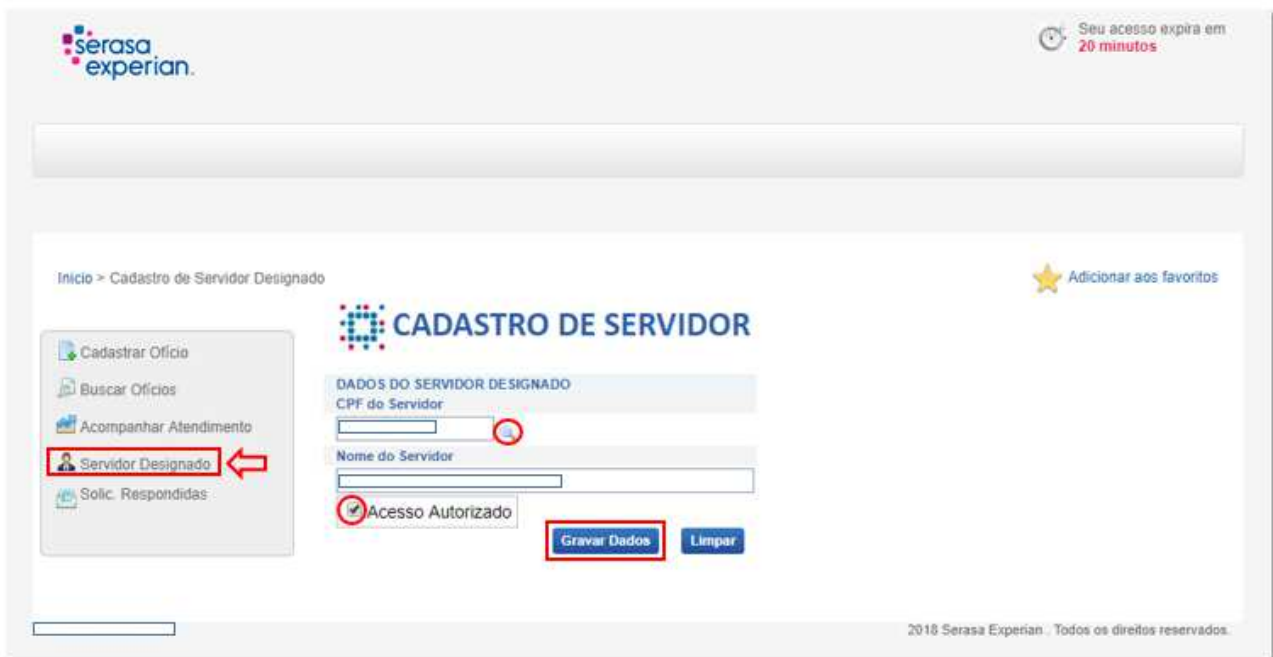 serasa
experian.
Seu acesso expira em
20 minutos
Início > Cadastro de Servidor Designado
Adicionar aos favoritos
CADASTRO DE SERVIDOR
Cadastrar Ofício
Buscar Ofícios
Acompanhar Atendimento
Servidor Designado
Solic. Respondidas
DADOS DO SERVIDOR DESIGNADO
CPF do Servidor
Nome do Servidor
Acesso Autorizado
Gravar Dados
Limpar
2018 Serasa Experian . Todos os direitos reservados.